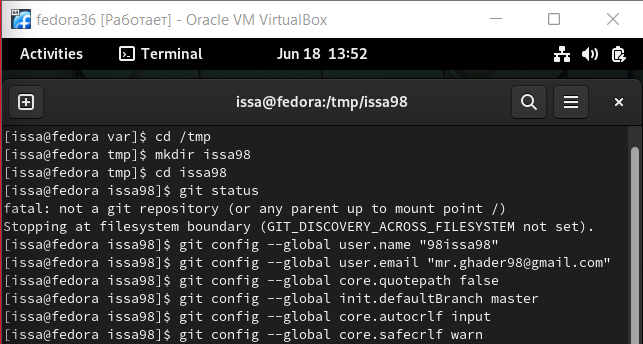 fedora36 [Работает] - Oracle VM VirtualBox
Activities Terminal Jun 18 13:52
issa@fedora:/tmp/issa98
[issa@fedora var]$ cd /tmp
[issa@fedora tmp]$ mkdir issa98
[issa@fedora tmp]$ cd issa98
[issa@fedora issa98]$ git status
fatal: not a git repository (or any parent up to mount point /)
Stopping at filesystem boundary (GIT_DISCOVERY_ACROSS_FILESYSTEM not set).
[issa@fedora issa98]$ git config --global user.name "98issa98"
[issa@fedora issa98]$ git config --global user.email "mr.ghader98@gmail.com"
[issa@fedora issa98]$ git config --global core.quotepath false
[issa@fedora issa98]$ git config --global init.defaultBranch master
[issa@fedora issa98]$ git config --global core.autocrlf input
[issa@fedora issa98]$ git config --global core.safecrlf warn